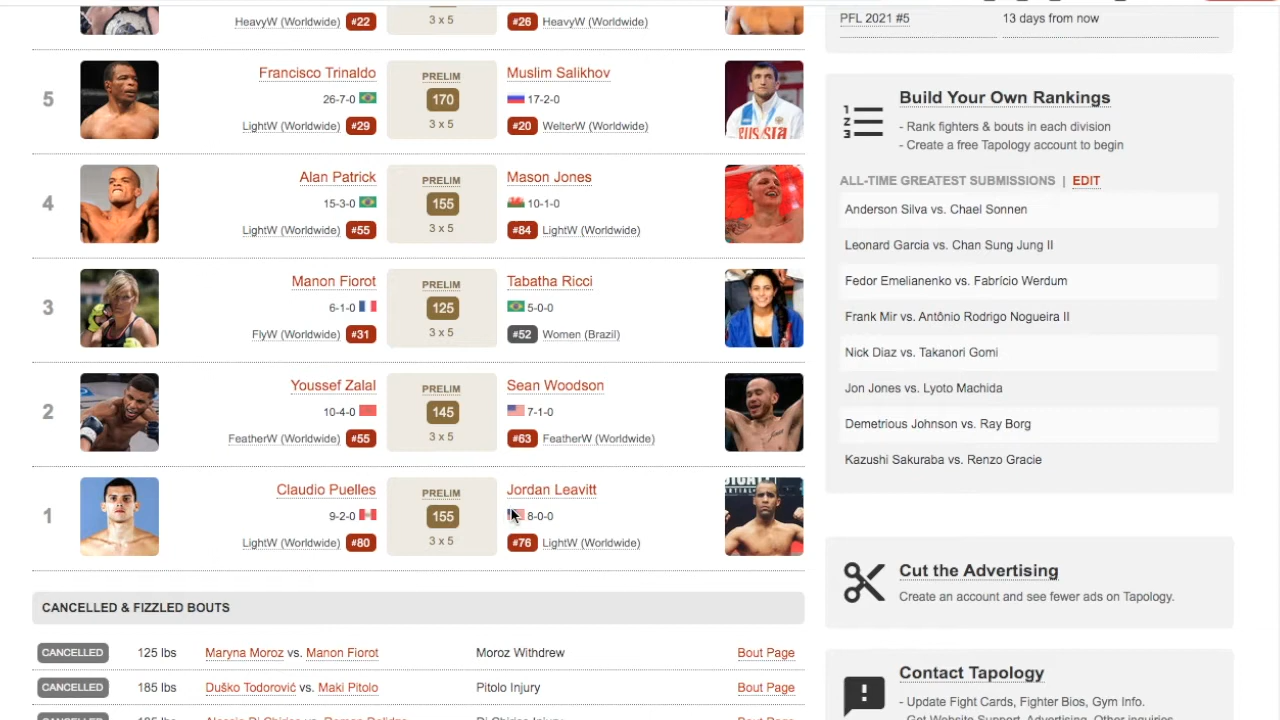 HeavyW (Worldwide) #22
3 x 5
#26 HeavyW (Worldwide)
5
Francisco Trinaldo
26-7-0
LightW (Worldwide) #29
PRELIM
170
3 x 5
Muslim Salikhov
17-2-0
#20 WelterW (Worldwide)
RUSSIA
4
Alan Patrick
15-3-0
LightW (Worldwide) #55
PRELIM
155
3 x 5
Mason Jones
10-1-0
#84 LightW (Worldwide)
3
Manon Fiorot
6-1-0
FlyW (Worldwide) #31
PRELIM
125
3 x 5
Tabatha Ricci
5-0-0
#52 Women (Brazil)
2
Youssef Zalal
10-4-0
FeatherW (Worldwide) #55
PRELIM
145
3 x 5
Sean Woodson
7-1-0
#63 FeatherW (Worldwide)
1
Claudio Puelles
9-2-0
LightW (Worldwide) #80
PRELIM
155
3 x 5
Jordan Leavitt
8-0-0
#76 LightW (Worldwide)
CANCELLED & FIZZLED BOUTS
CANCELLED 125 lbs Maryna Moroz vs. Manon Fiorot Moroz Withdrew Bout Page
CANCELLED 185 lbs Duško Todorović vs. Maki Pitolo Pitolo Injury Bout Page
PFL 2021 #5 13 days from now
Build Your Own Rankings
- Rank fighters & bouts in each division
- Create a free Tapology account to begin
ALL-TIME GREATEST SUBMISSIONS | EDIT
Anderson Silva vs. Chael Sonnen
Leonard Garcia vs. Chan Sung Jung II
Fedor Emelianenko vs. Fabrício Werdum
Frank Mir vs. Antônio Rodrigo Nogueira II
Nick Diaz vs. Takanori Gomi
Jon Jones vs. Lyoto Machida
Demetrious Johnson vs. Ray Borg
Kazushi Sakuraba vs. Renzo Gracie
Cut the Advertising
Create an account and see fewer ads on Tapology.
Contact Tapology
- Update Fight Cards, Fighter Bios, Gym Info.
- Get Website Support, Advertising, Other inquiries